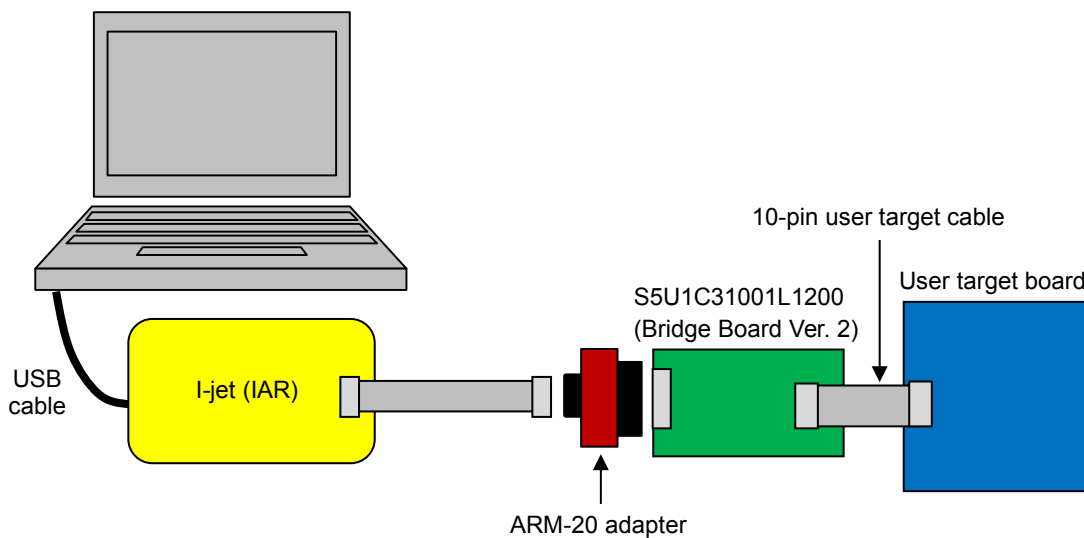 10-pin user target cable
User target board
S5U1C31001L1200
(Bridge Board Ver. 2)
USB
cable
I-jet (IAR)
ARM-20 adapter